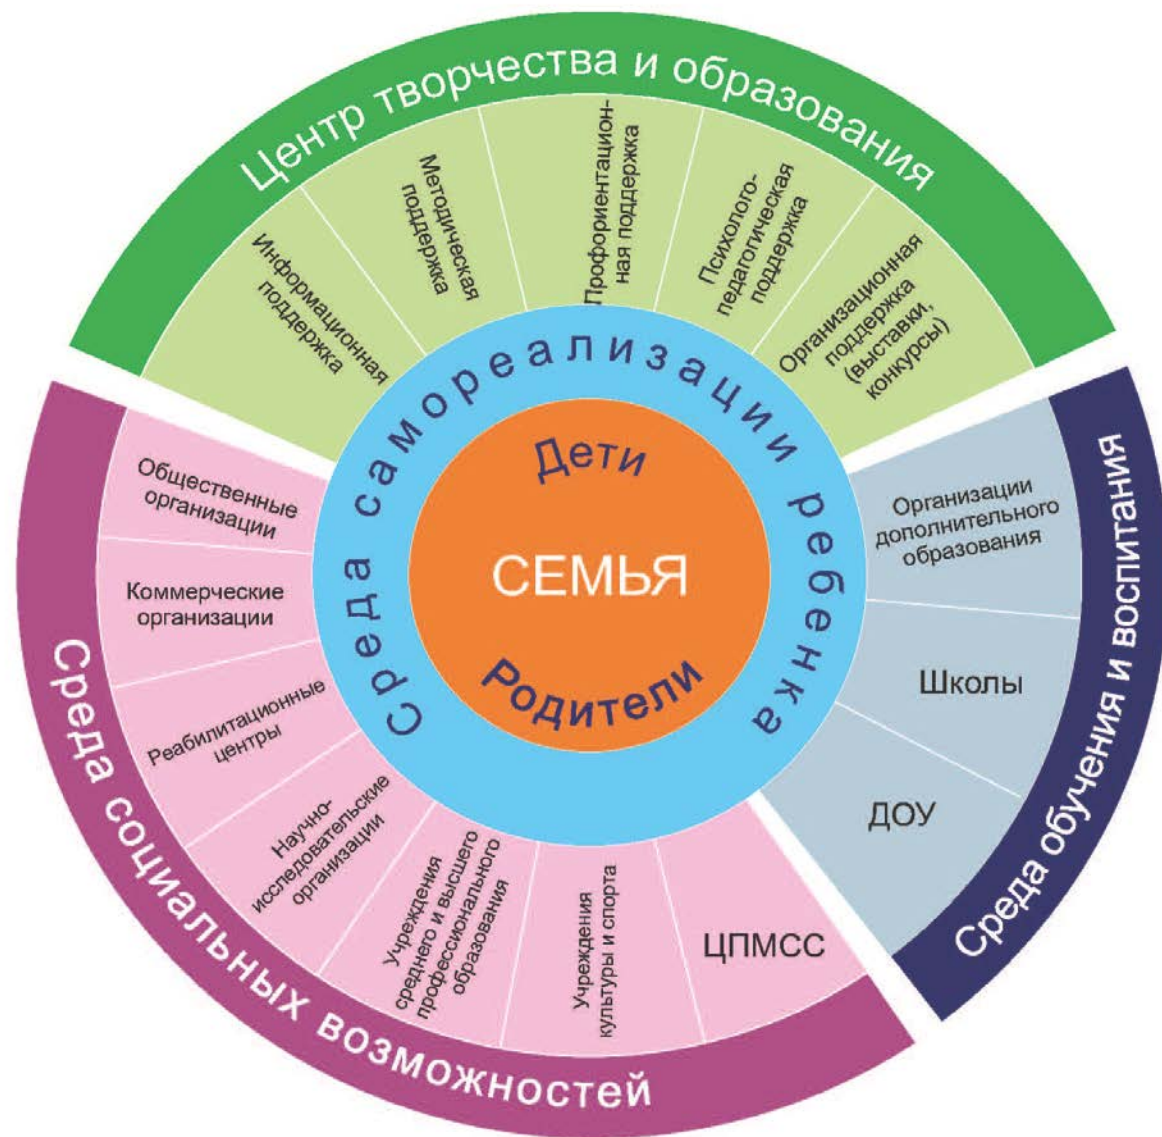 Центр творчества и образования
Информационная
поддержка
Методическая
поддержка
Профориентацион-
ная поддержка
Психолого-
педагогическая
поддержка
Организационная
поддержка
(выставки,
конкурсы)
Среда самореализации ребенка
Дети
СЕМЬЯ
Родители
Среда обучения и воспитания
Организации
дополнительного
образования
Школы
ДОУ
Среда социальных возможностей
Общественные
организации
Коммерческие
организации
Реабилитационные
центры
Научно-
исследовательские
организации
Учреждения
среднего и высшего
профессионального
образования
Учреждения
культуры и спорта
ЦПМСС